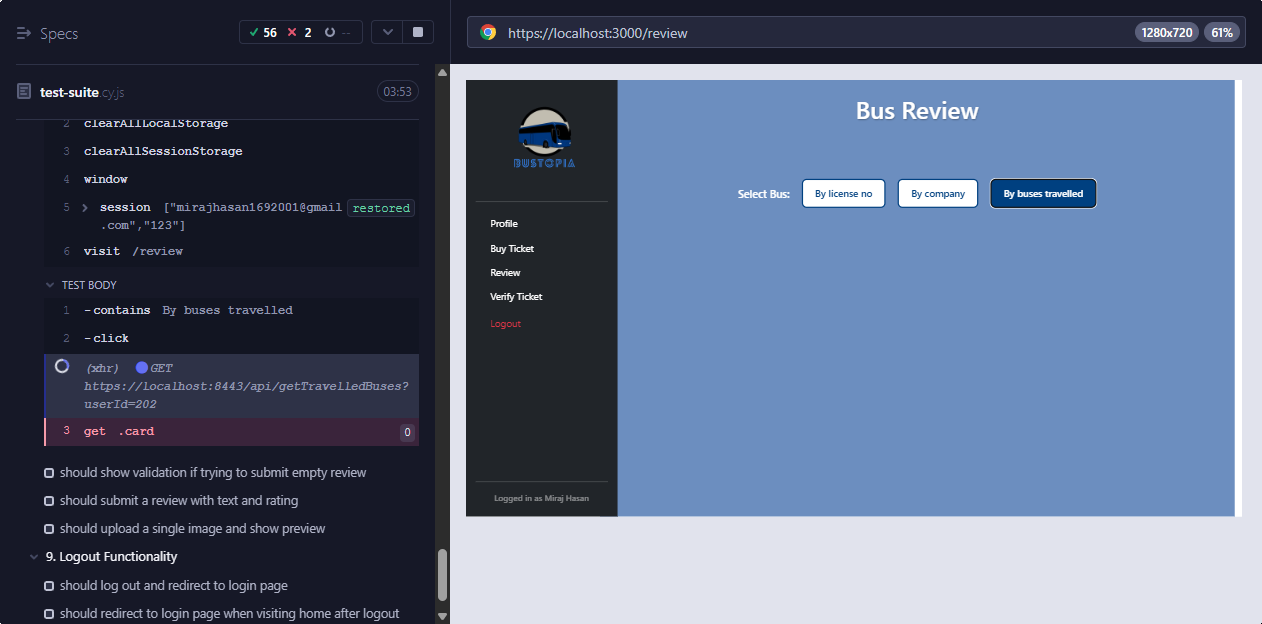 Specs
56 2 --
test-suite.cy.js 03:53
2 clearAllLocalStorage
3 clearAllSessionStorage
4 window
5 session ["mirajhasan1692001@gmail restored
.com","123"]
6 visit /review
TEST BODY
1 -contains By buses travelled
2 -click
(xhr) GET
https://localhost:8443/api/getTravelledBuses?
userId=202
3 get .card 0
should show validation if trying to submit empty review
should submit a review with text and rating
should upload a single image and show preview
9. Logout Functionality
should log out and redirect to login page
should redirect to login page when visiting home after logout
https://localhost:3000/review 1280x720 61%
BUSTOPIA
Profile
Buy Ticket
Review
Verify Ticket
Logout
Logged in as Miraj Hasan
Bus Review
Select Bus: By license no By company By buses travelled